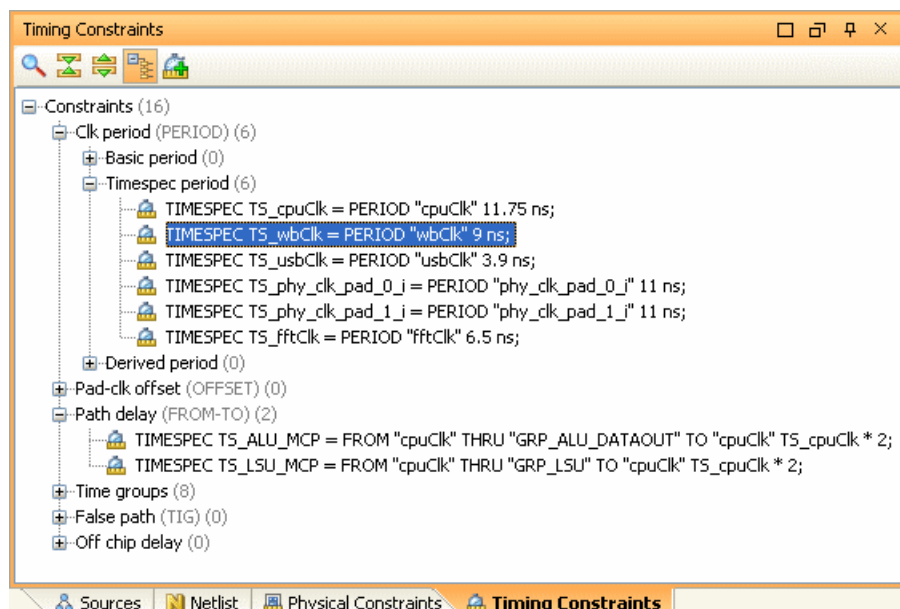 Timing Constraints
Constraints (16)
Clk period (PERIOD) (6)
Basic period (0)
Timespec period (6)
TIMESPEC TS_cpuClk = PERIOD "cpuClk" 11.75 ns;
TIMESPEC TS_wbClk = PERIOD "wbClk" 9 ns;
TIMESPEC TS_usbClk = PERIOD "usbClk" 3.9 ns;
TIMESPEC TS_phy_clk_pad_0_i = PERIOD "phy_clk_pad_0_i" 11 ns;
TIMESPEC TS_phy_clk_pad_1_i = PERIOD "phy_clk_pad_1_i" 11 ns;
TIMESPEC TS_fftClk = PERIOD "fftClk" 6.5 ns;
Derived period (0)
Pad-clk offset (OFFSET) (0)
Path delay (FROM-TO) (2)
TIMESPEC TS_ALU_MCP = FROM "cpuClk" THRU "GRP_ALU_DATAOUT" TO "cpuClk" TS_cpuClk * 2;
TIMESPEC TS_LSU_MCP = FROM "cpuClk" THRU "GRP_LSU" TO "cpuClk" TS_cpuClk * 2;
Time groups (8)
False path (TIG) (0)
Off chip delay (0)
Sources Netlist Physical Constraints Timing Constraints